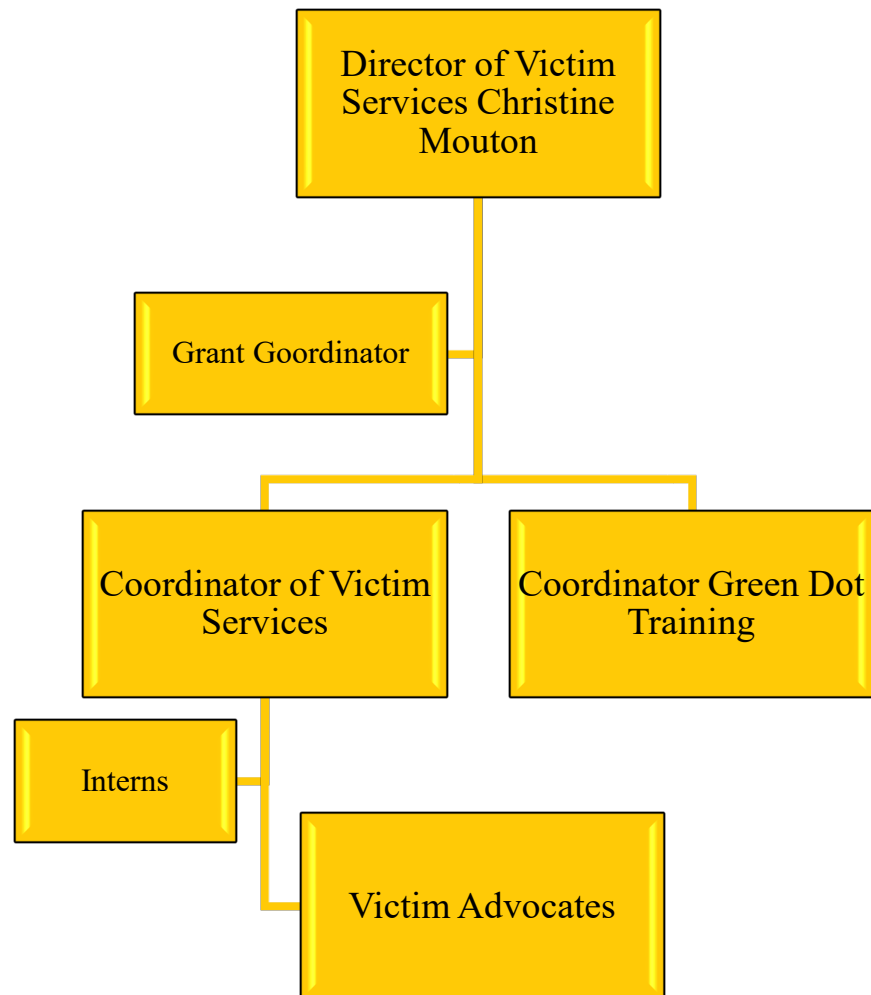 Director of Victim
Services Christine
Mouton
Grant Goordinator
Coordinator of Victim
Services
Coordinator Green Dot
Training
Interns
Victim Advocates